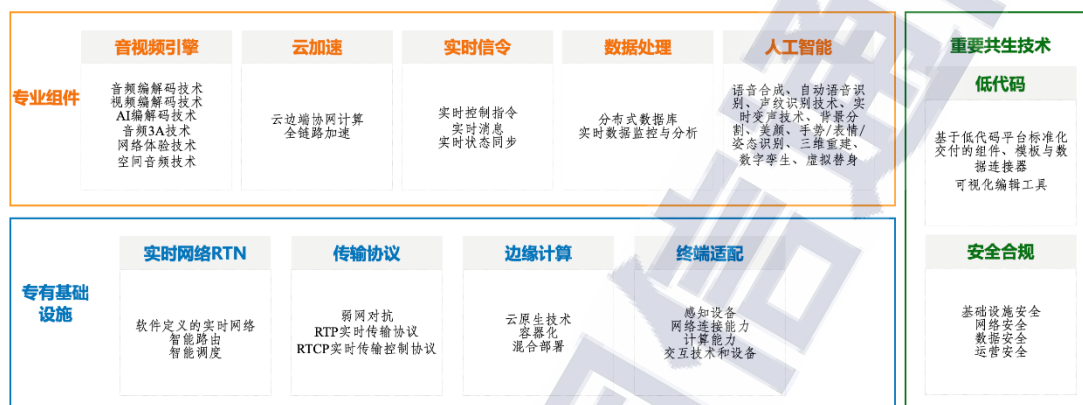 专业组件
音视频引擎
音频编解码技术
视频编解码技术
AI编解码技术
音频3A技术
网络体验技术
空间音频技术
云加速
云边端协网计算
全链路加速
实时信令
实时控制指令
实时消息
实时状态同步
数据处理
分布式数据库
实时数据监控与分析
人工智能
语音合成、自动语音识
别、声纹识别技术、实
时变声技术、背景分
割、美颜、手势/表情/
姿态识别、三维重建、
数字孪生、虚拟替身
专有基础
设施
实时网络RTN
软件定义的实时网络
智能路由
智能调度
传输协议
弱网对抗
RTP实时传输协议
RTCP实时传输控制协议
边缘计算
云原生技术
容器化
混合部署
终端适配
感知设备
网络连接能力
计算能力
交互技术和设备
重要共生技术
低代码
基于低代码平台标准化
交付的组件、模板与数
据连接器
可视化编辑工具
安全合规
基础设施安全
网络安全
数据安全
运营安全